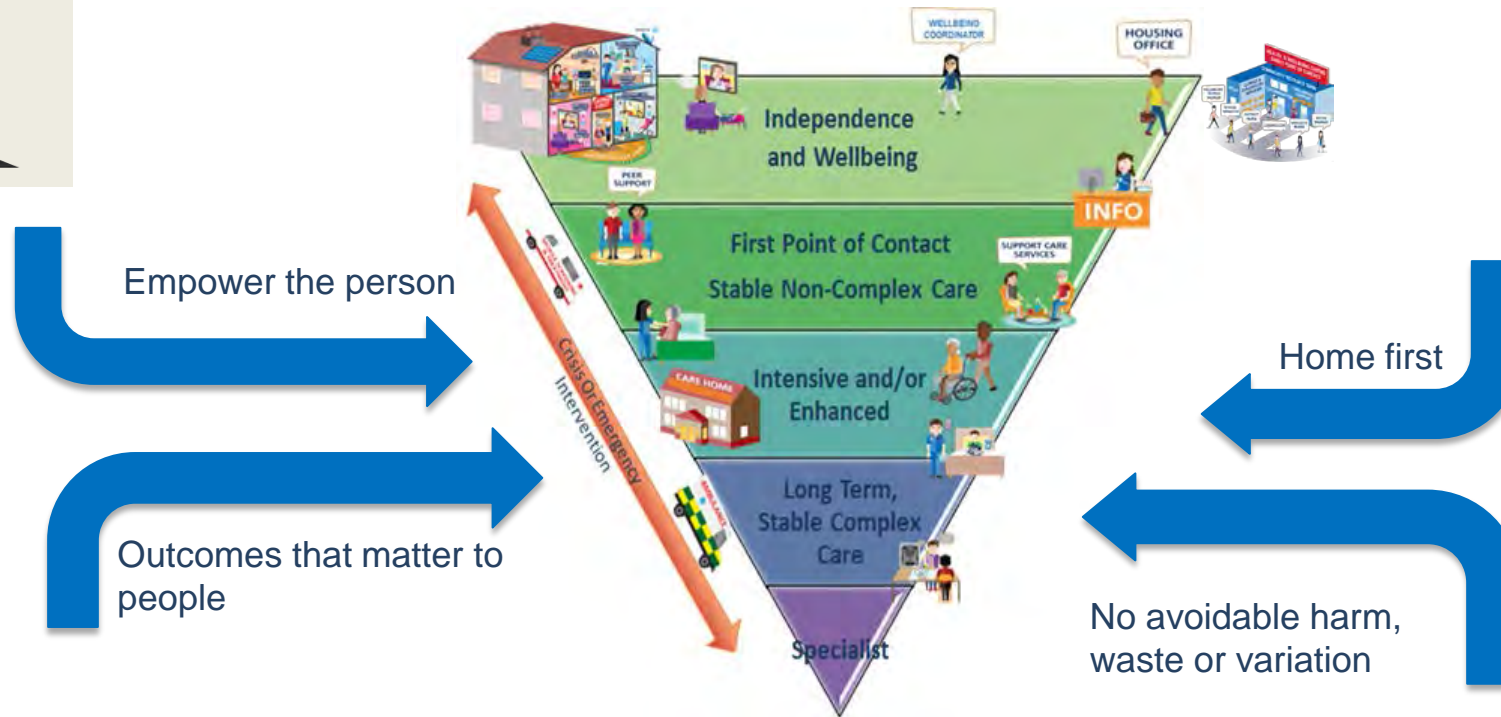 WELLBEING
COORDINATOR
HOUSING
OFFICE
Independence
and Wellbeing
PEER
SUPPORT
INFO
First Point of Contact
Stable Non-Complex Care
SUPPORT CARE
SERVICES
Empower the person
Home first
Crisis Or Emergency
Intervention
CARE HOME
Intensive and/or
Enhanced
AMBULANCE
Long Term,
Stable Complex
Care
Outcomes that matter to
people
No avoidable harm,
waste or variation
Specialist